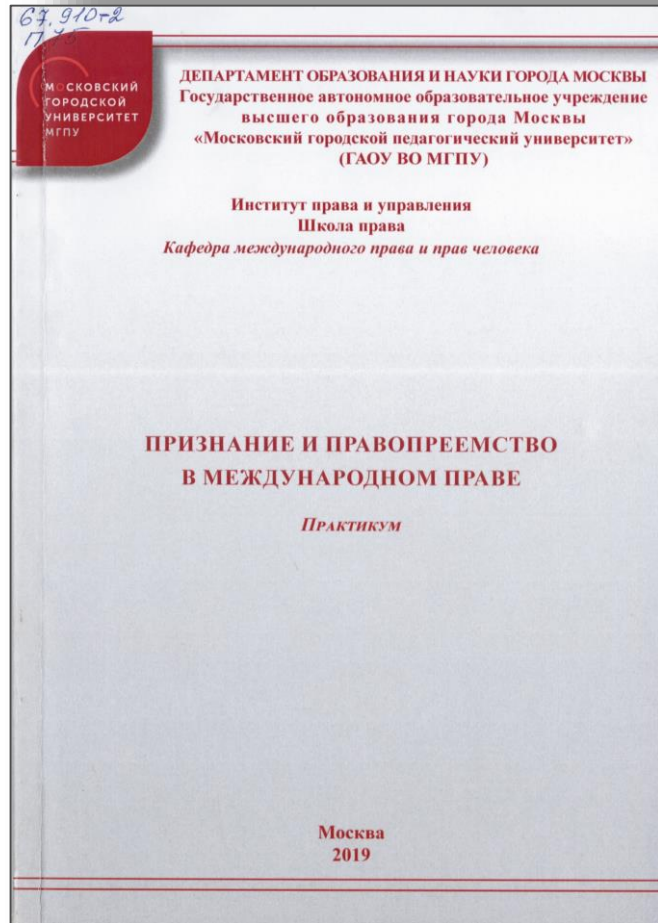 67.910-2
П 75
МОСКОВСКИЙ
ГОРОДСКОЙ
УНИВЕРСИТЕТ
МГПУ
ДЕПАРТАМЕНТ ОБРАЗОВАНИЯ И НАУКИ ГОРОДА МОСКВЫ
Государственное автономное образовательное учреждение
высшего образования города Москвы
«Московский городской педагогический университет»
(ГАОУ ВО МГПУ)
Институт права и управления
Школа права
Кафедра международного права и прав человека
ПРИЗНАНИЕ И ПРАВОПРЕЕМСТВО
В МЕЖДУНАРОДНОМ ПРАВЕ
ПРАКТИКУМ
Москва
2019